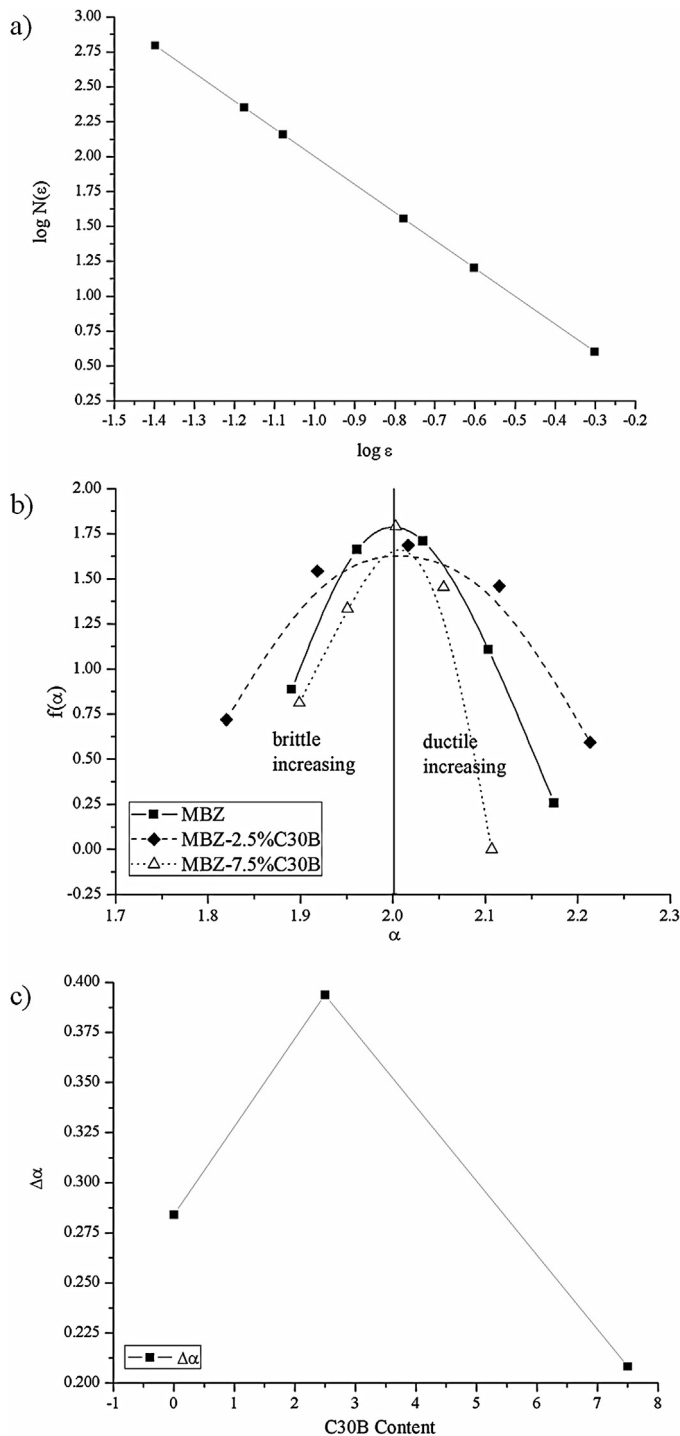 a)
3.00
2.75
2.50
2.25
2.00
1.75
1.50
1.25
1.00
0.75
0.50
0.25
log N(ε)
-1.5 -1.4 -1.3 -1.2 -1.1 -1.0 -0.9 -0.8 -0.7 -0.6 -0.5 -0.4 -0.3 -0.2
log ε
b)
2.00
1.75
1.50
1.25
1.00
0.75
0.50
0.25
0.00
-0.25
f(α)
brittle
increasing
ductile
increasing
MBZ
MBZ-2.5%C30B
MBZ-7.5%C30B
1.7 1.8 1.9 2.0 2.1 2.2 2.3
α
c)
0.400
0.375
0.350
0.325
0.300
0.275
0.250
0.225
0.200
Δα
Δα
-1 0 1 2 3 4 5 6 7 8
C30B Content